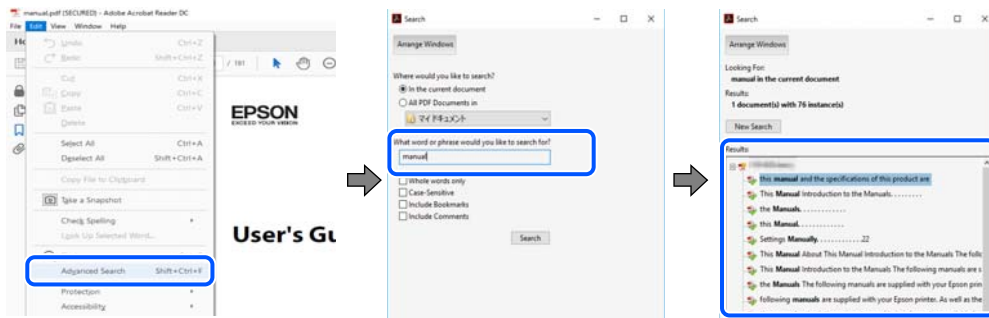 manual.pdf (SECURED) - Adobe Acrobat Reader DC
File Edit View Window Help
Undo Ctrl+Z
Redo Shift+Ctrl+Z
Cut Ctrl+X
Copy Ctrl+C
Paste Ctrl+V
Delete
Select All Ctrl+A
Deselect All Shift+Ctrl+A
Copy File to Clipboard
Take a Snapshot
Check Spelling
Look Up Selected Word...
Advanced Search Shift+Ctrl+F
Protection
Accessibility
/ 191
EPSON
EXCEED YOUR VISION
User's Gu
Search
Arrange Windows
Where would you like to search?
In the current document
All PDF Documents in
マイ ドキュメント
What word or phrase would you like to search for?
manual
Whole words only
Case-Sensitive
Include Bookmarks
Include Comments
Search
Search
Arrange Windows
Looking For:
manual in the current document
Results:
1 document(s) with 76 instance(s)
New Search
Results:
this manual and the specifications of this product are
This Manual Introduction to the Manuals.........
the Manuals.............
this Manual.............
Settings Manually............22
This Manual About This Manual Introduction to the Manuals The follo
This Manual Introduction to the Manuals The following manuals are s
the Manuals The following manuals are supplied with your Epson prin
following manuals are supplied with your Epson printer. As well as the